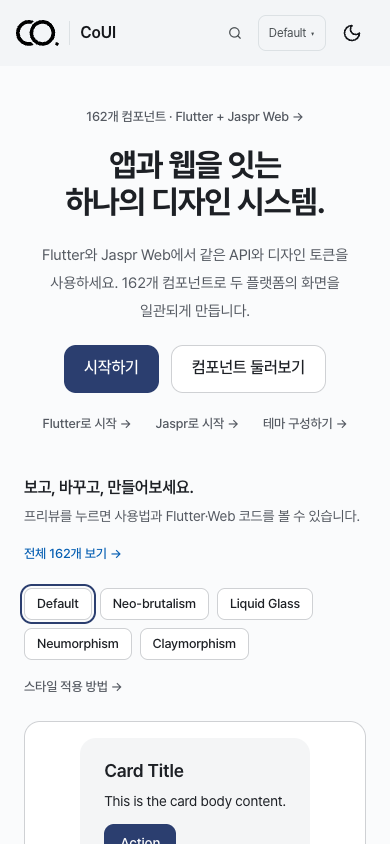 CO.
CoUI
Default
162개 컴포넌트 · Flutter + Jaspr Web →
앱과 웹을 잇는
하나의 디자인 시스템.
Flutter와 Jaspr Web에서 같은 API와 디자인 토큰을
사용하세요. 162개 컴포넌트로 두 플랫폼의 화면을
일관되게 만듭니다.
시작하기
컴포넌트 둘러보기
Flutter로 시작 →
Jaspr로 시작 →
테마 구성하기 →
보고, 바꾸고, 만들어보세요.
프리뷰를 누르면 사용법과 Flutter·Web 코드를 볼 수 있습니다.
전체 162개 보기 →
Default
Neo-brutalism
Liquid Glass
Neumorphism
Claymorphism
스타일 적용 방법 →
Card Title
This is the card body content.
Action